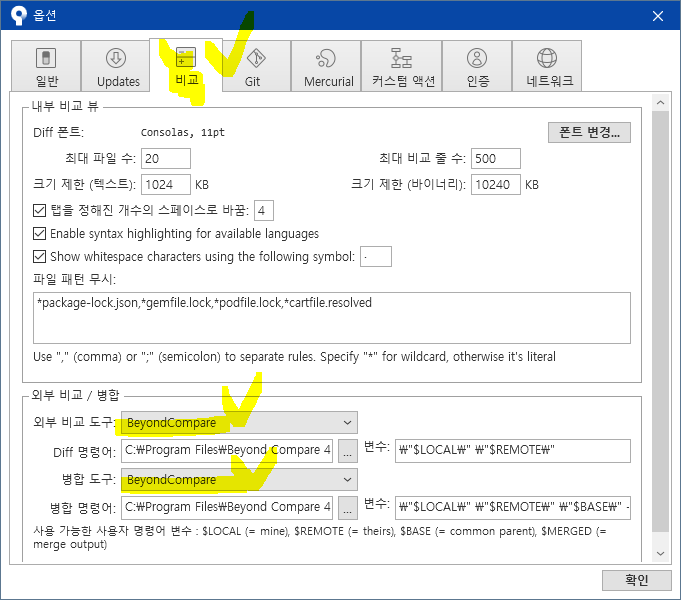 옵션
일반 Updates 비교 Git Mercurial 커스텀 액션 인증 네트워크
내부 비교 뷰
Diff 폰트: Consolas, 11pt 폰트 변경...
최대 파일 수: 20 최대 비교 줄 수: 500
크기 제한 (텍스트): 1024 KB 크기 제한 (바이너리): 10240 KB
탭을 정해진 개수의 스페이스로 바꿈: 4
Enable syntax highlighting for available languages
Show whitespace characters using the following symbol: ·
파일 패턴 무시:
*package-lock.json,*gemfile.lock,*podfile.lock,*cartfile.resolved
Use "," (comma) or ";" (semicolon) to separate rules. Specify "*" for wildcard, otherwise it's literal
외부 비교 / 병합
외부 비교 도구: BeyondCompare
Diff 명령어: C:₩Program Files₩Beyond Compare 4 ... 변수: ₩"$LOCAL₩" ₩"$REMOTE₩"
병합 도구: BeyondCompare
병합 명령어: C:₩Program Files₩Beyond Compare 4 ... 변수: ₩"$LOCAL₩" ₩"$REMOTE₩" ₩"$BASE₩" -
사용 가능한 사용자 명령어 변수 : $LOCAL (= mine), $REMOTE (= theirs), $BASE (= common parent), $MERGED (=
merge output)
확인